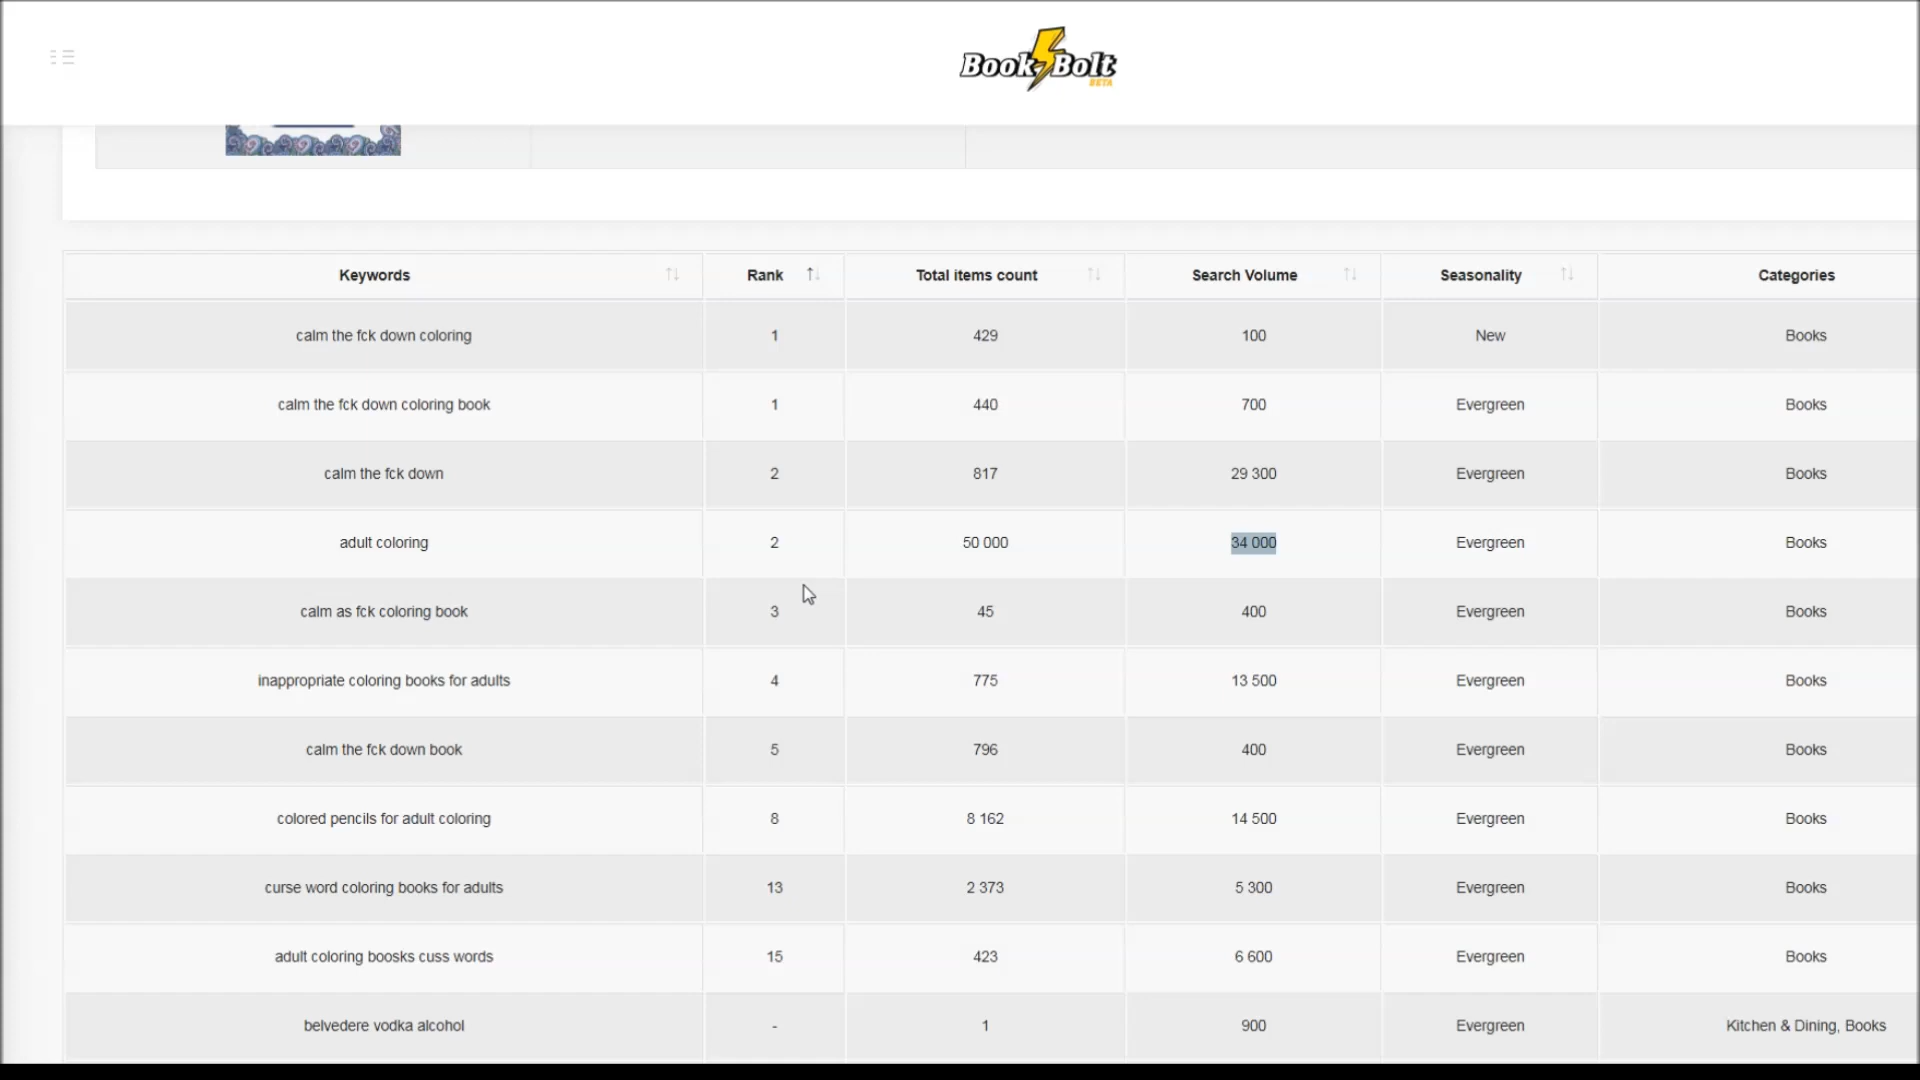 Book Bolt
BETA
Keywords Rank Total items count Search Volume Seasonality Categories
calm the fck down coloring 1 429 100 New Books
calm the fck down coloring book 1 440 700 Evergreen Books
calm the fck down 2 817 29 300 Evergreen Books
adult coloring 2 50 000 34 000 Evergreen Books
calm as fck coloring book 3 45 400 Evergreen Books
inappropriate coloring books for adults 4 775 13 500 Evergreen Books
calm the fck down book 5 796 400 Evergreen Books
colored pencils for adult coloring 8 8 162 14 500 Evergreen Books
curse word coloring books for adults 13 2 373 5 300 Evergreen Books
adult coloring boosks cuss words 15 423 6 600 Evergreen Books
belvedere vodka alcohol - 1 900 Evergreen Kitchen & Dining, Books